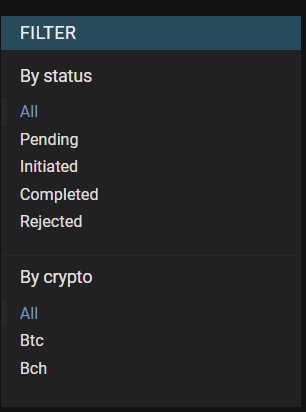 FILTER
By status
All
Pending
Initiated
Completed
Rejected
By crypto
All
Btc
Bch